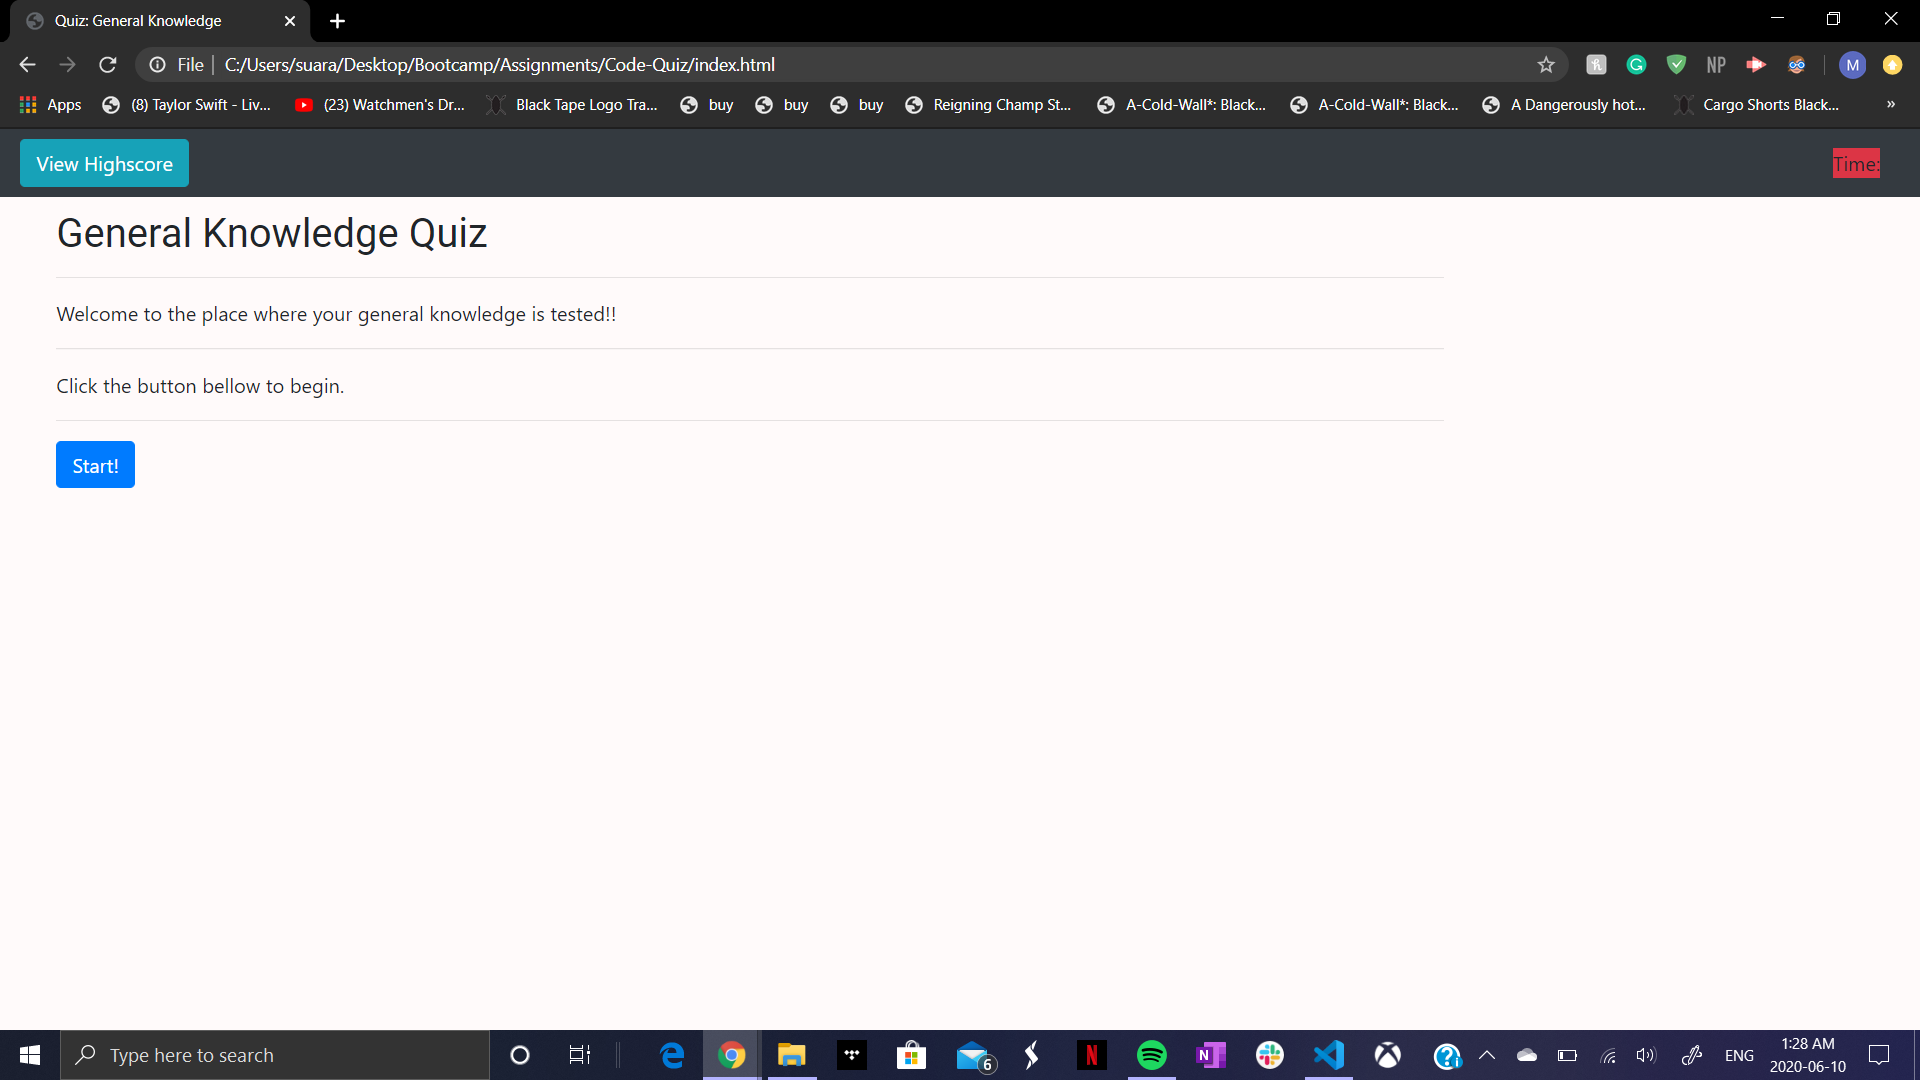 Quiz: General Knowledge
File | C:/Users/suara/Desktop/Bootcamp/Assignments/Code-Quiz/index.html
NP
M
Apps (8) Taylor Swift - Liv... (23) Watchmen's Dr... Black Tape Logo Tra... buy buy buy Reigning Champ St... A-Cold-Wall*: Black... A-Cold-Wall*: Black... A Dangerously hot... Cargo Shorts Black... »
View Highscore
Time:
General Knowledge Quiz
Welcome to the place where your general knowledge is tested!!
Click the button bellow to begin.
Start!
Type here to search
6
ENG
1:28 AM
2020-06-10